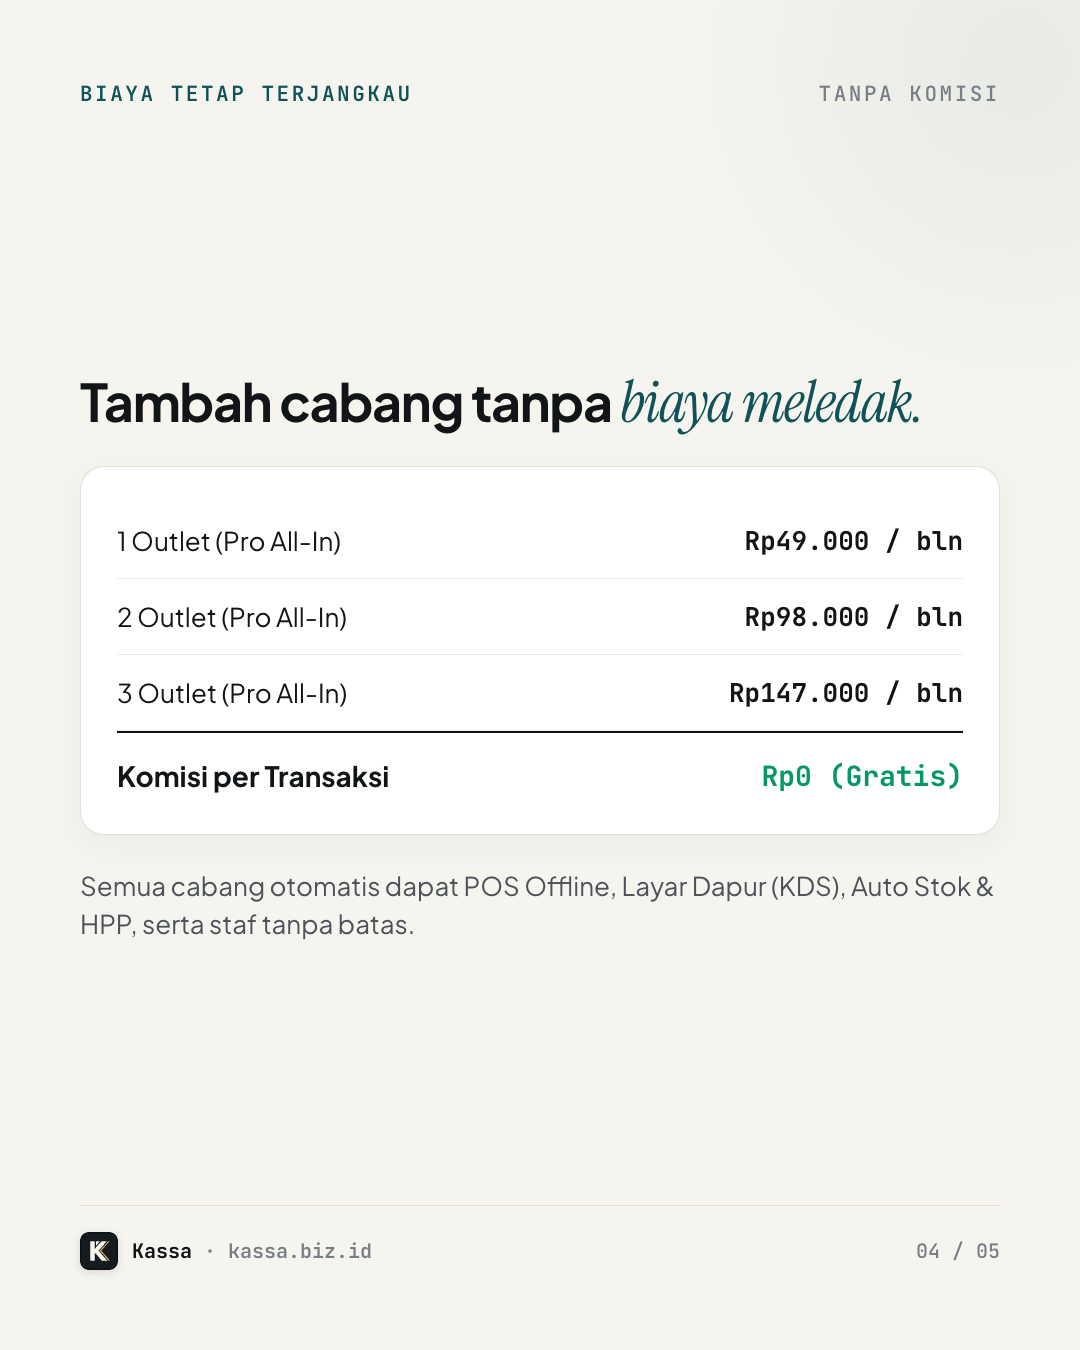 BIAYA TETAP TERJANGKAU
TANPA KOMISI
Tambah cabang tanpa biaya meledak.
1 Outlet (Pro All-In) Rp49.000 / bln
2 Outlet (Pro All-In) Rp98.000 / bln
3 Outlet (Pro All-In) Rp147.000 / bln
Komisi per Transaksi Rp0 (Gratis)
Semua cabang otomatis dapat POS Offline, Layar Dapur (KDS), Auto Stok &
HPP, serta staf tanpa batas.
K Kassa · kassa.biz.id
04 / 05